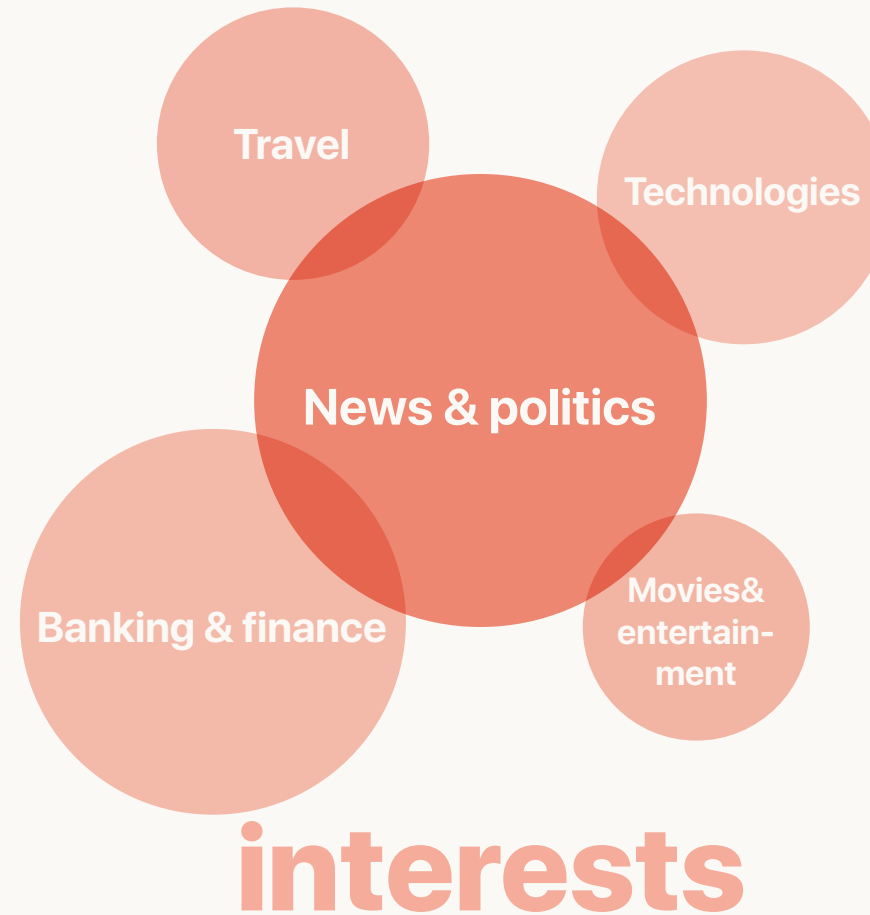 Travel
Technologies
News & politics
Banking & finance
Movies&
entertain-
ment
interests